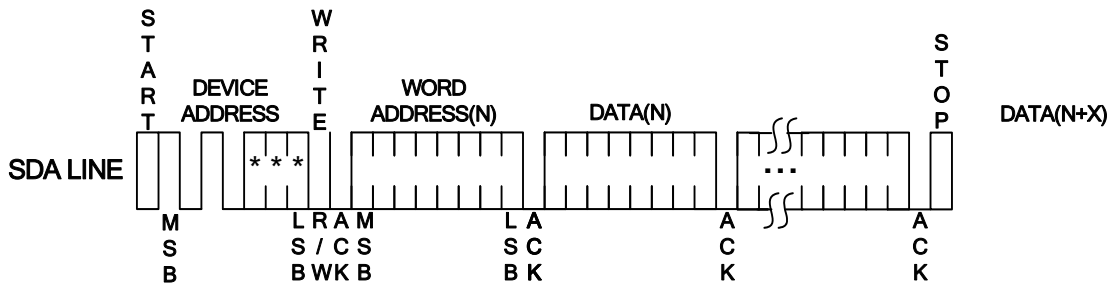 START
WRITE
STOP
DEVICE
ADDRESS
WORD
ADDRESS(N)
DATA(N)
DATA(N+X)
SDA LINE
* * *
...
MSB
LSB
R/W
ACK
MSB
LSB
ACK
ACK
ACK